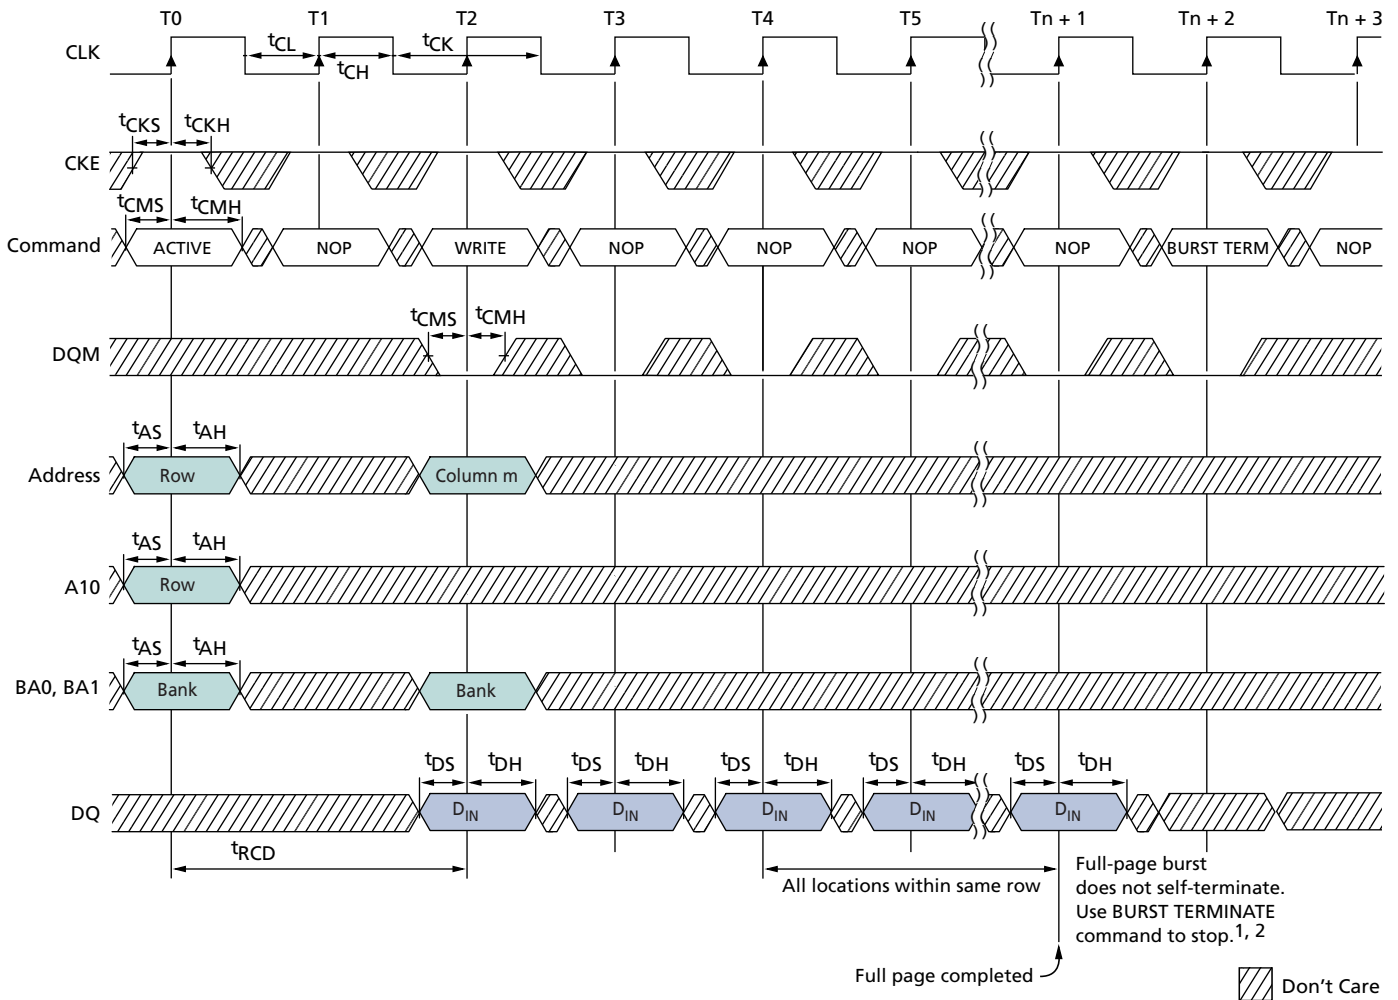 T0 T1 T2 T3 T4 T5 Tn + 1 Tn + 2 Tn + 3
CLK
tCL tCK
tCH
tCKS tCKH
CKE
tCMS tCMH
Command ACTIVE NOP WRITE NOP NOP NOP NOP BURST TERM NOP
tCMS tCMH
DQM
tAS tAH
Address Row Column m
tAS tAH
A10 Row
tAS tAH
BA0, BA1 Bank Bank
tDS tDH tDS tDH tDS tDH tDS tDH tDS tDH
DQ DIN DIN DIN DIN DIN
tRCD
All locations within same row
Full-page burst
does not self-terminate.
Use BURST TERMINATE
command to stop.1, 2
Full page completed
Don't Care